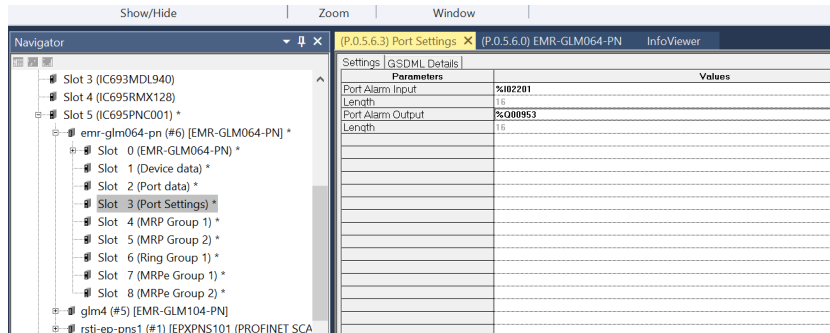 Show/Hide Zoom Window
Navigator
(P.0.5.6.3) Port Settings (P.0.5.6.0) EMR-GLM064-PN InfoViewer
Settings GSDML Details
Parameters Values
Port Alarm Input %I02201
Length 16
Port Alarm Output %Q00953
Length 16
Slot 3 (IC693MDL940)
Slot 4 (IC695RMX128)
Slot 5 (IC695PNC001) *
emr-glm064-pn (#6) [EMR-GLM064-PN] *
Slot 0 (EMR-GLM064-PN) *
Slot 1 (Device data) *
Slot 2 (Port data) *
Slot 3 (Port Settings) *
Slot 4 (MRP Group 1) *
Slot 5 (MRP Group 2) *
Slot 6 (Ring Group 1) *
Slot 7 (MRPe Group 1) *
Slot 8 (MRPe Group 2) *
glm4 (#5) [EMR-GLM104-PN]
rsti-ep-pns1 (#1) [EPXPNS101 (PROFINET SCA